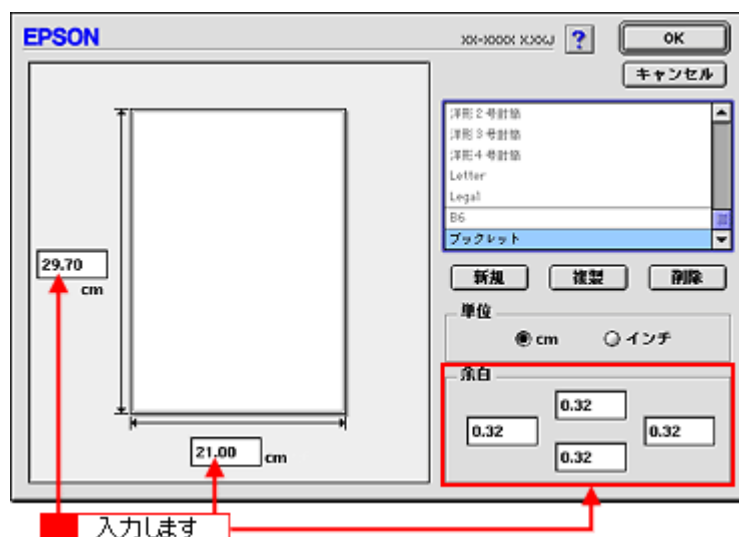 EPSON
OK
キャンセル
洋形2号封筒
洋形3号封筒
洋形4号封筒
Letter
Legal
B6
ブックレット
29.70
cm
新規 複製 削除
単位
cm インチ
余白
0.32
0.32 0.32
0.32
21.00 cm
入力します